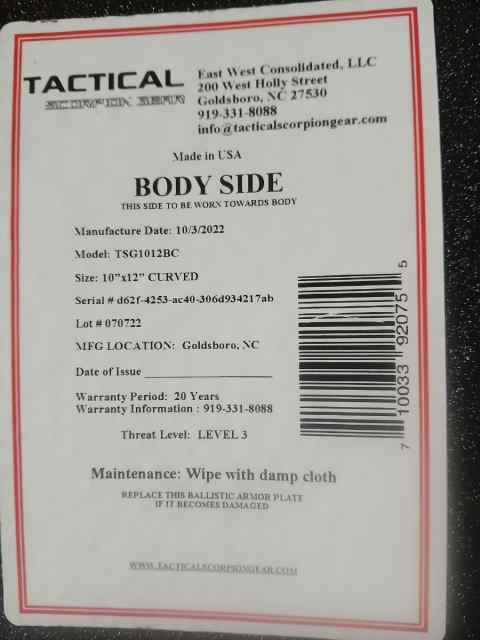 TACTICAL
SCORPION GEAR
East West Consolidated, LLC
200 West Holly Street
Goldsboro, NC 27530
919-331-8088
info@tacticalscorpiongear.com
Made in USA
BODY SIDE
THIS SIDE TO BE WORN TOWARDS BODY
Manufacture Date: 10/3/2022
Model: TSG1012BC
Size: 10"x12" CURVED
Serial # d62f-4253-ac40-306d934217ab
Lot # 070722
MFG LOCATION: Goldsboro, NC
Date of Issue
Warranty Period: 20 Years
Warranty Information : 919-331-8088
Threat Level: LEVEL 3
7 10033 92075 5
Maintenance: Wipe with damp cloth
REPLACE THIS BALLISTIC ARMOR PLATE
IF IT BECOMES DAMAGED
WWW.TACTICALSCORPIONGEAR.COM